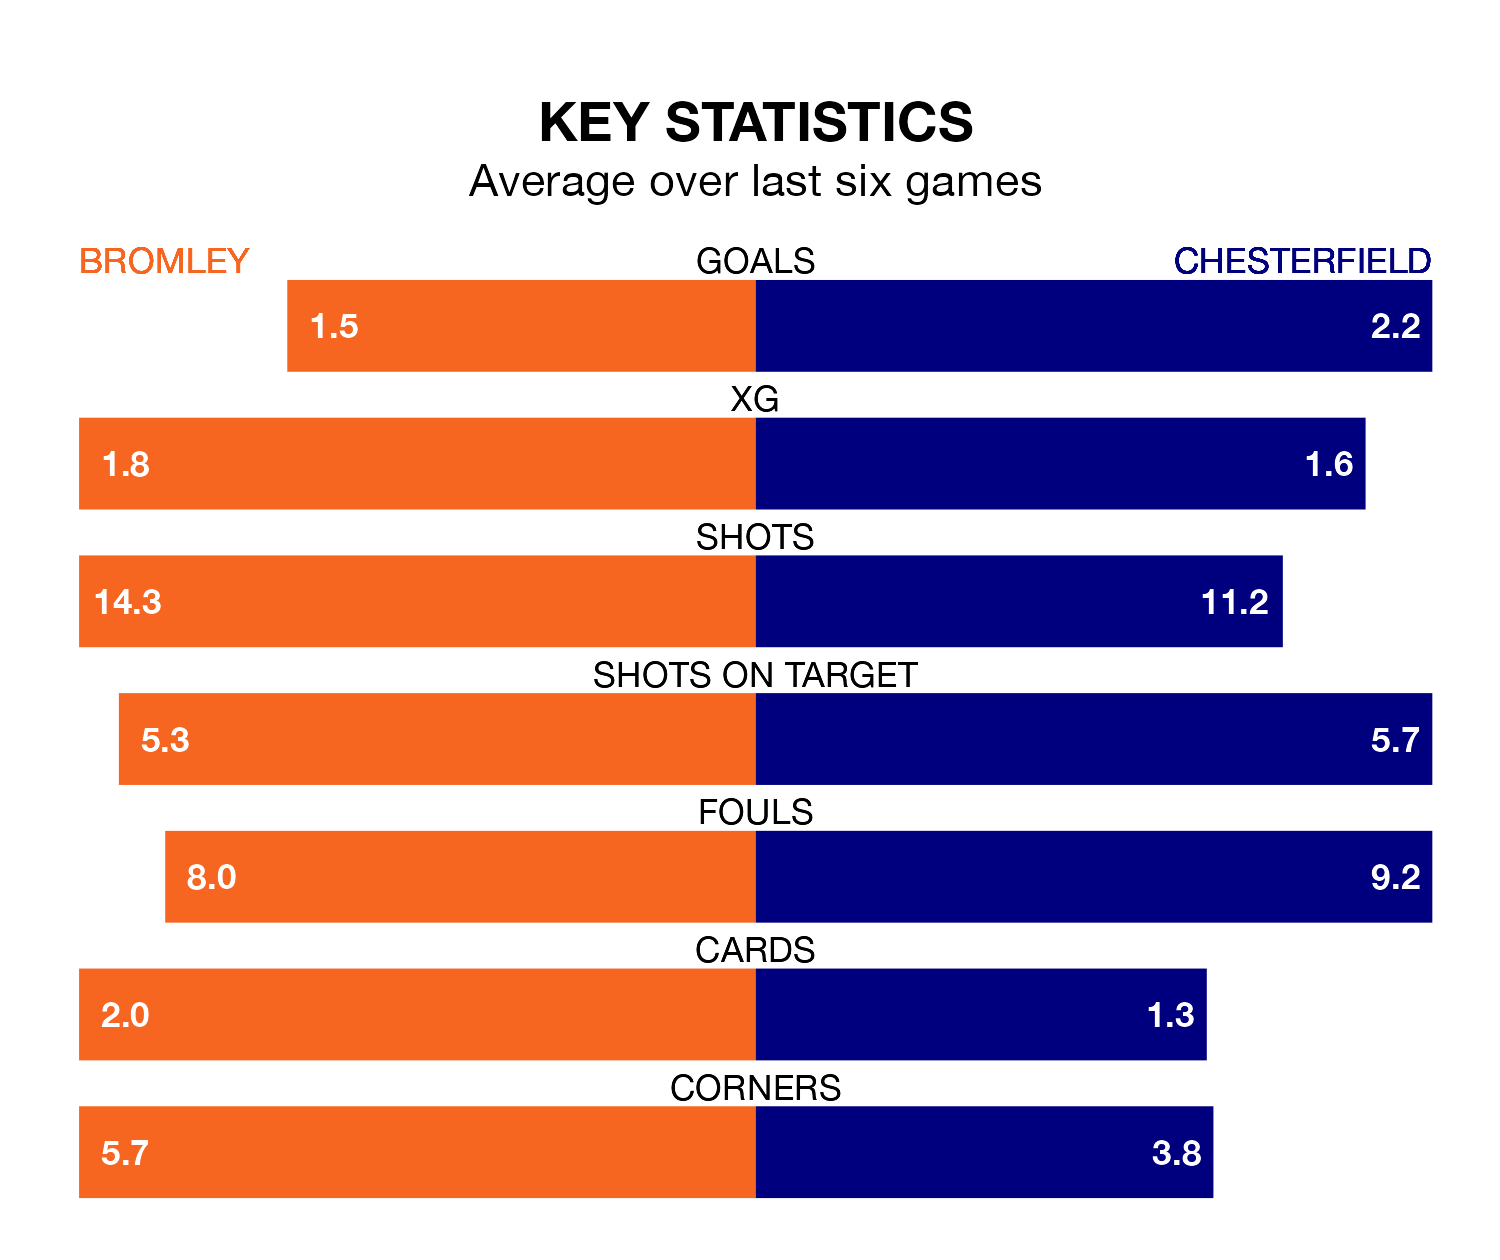 KEY STATISTICS
Average over last six games
BROMLEY GOALS CHESTERFIELD
1.5 2.2
XG
1.8 1.6
SHOTS
14.3 11.2
SHOTS ON TARGET
5.3 5.7
FOULS
8.0 9.2
CARDS
2.0 1.3
CORNERS
5.7 3.8